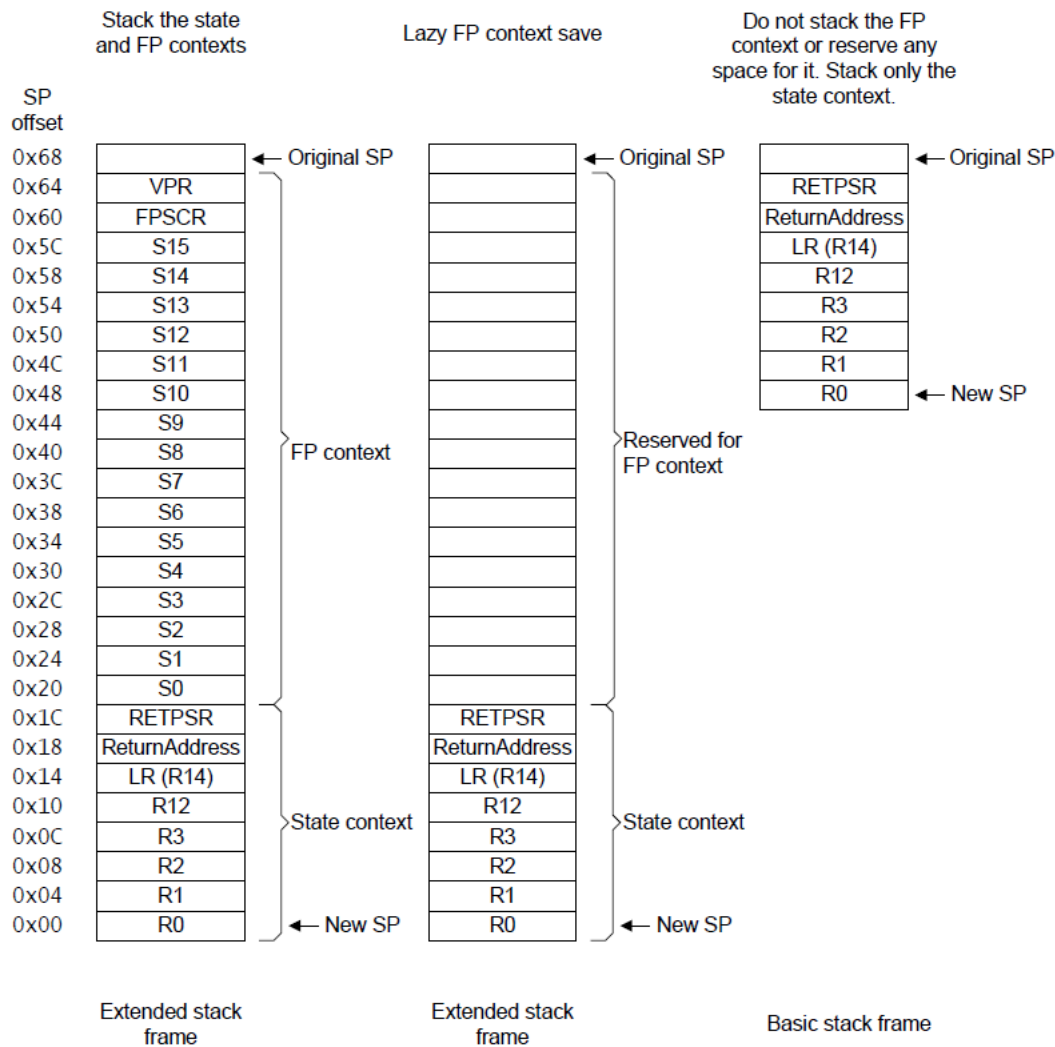 Stack the state
and FP contexts
Lazy FP context save
Do not stack the FP
context or reserve any
space for it. Stack only the
state context.
SP
offset
0x68 ← Original SP ← Original SP ← Original SP
0x64 VPR RETPSR
0x60 FPSCR ReturnAddress
0x5C S15 LR (R14)
0x58 S14 R12
0x54 S13 R3
0x50 S12 R2
0x4C S11 R1
0x48 S10 R0 ← New SP
0x44 S9
0x40 S8 FP context Reserved for
FP context
0x3C S7
0x38 S6
0x34 S5
0x30 S4
0x2C S3
0x28 S2
0x24 S1
0x20 S0
0x1C RETPSR RETPSR
0x18 ReturnAddress ReturnAddress
0x14 LR (R14) LR (R14)
0x10 R12 State context R12 State context
0x0C R3 R3
0x08 R2 R2
0x04 R1 R1
0x00 R0 ← New SP R0 ← New SP
Extended stack
frame
Extended stack
frame
Basic stack frame